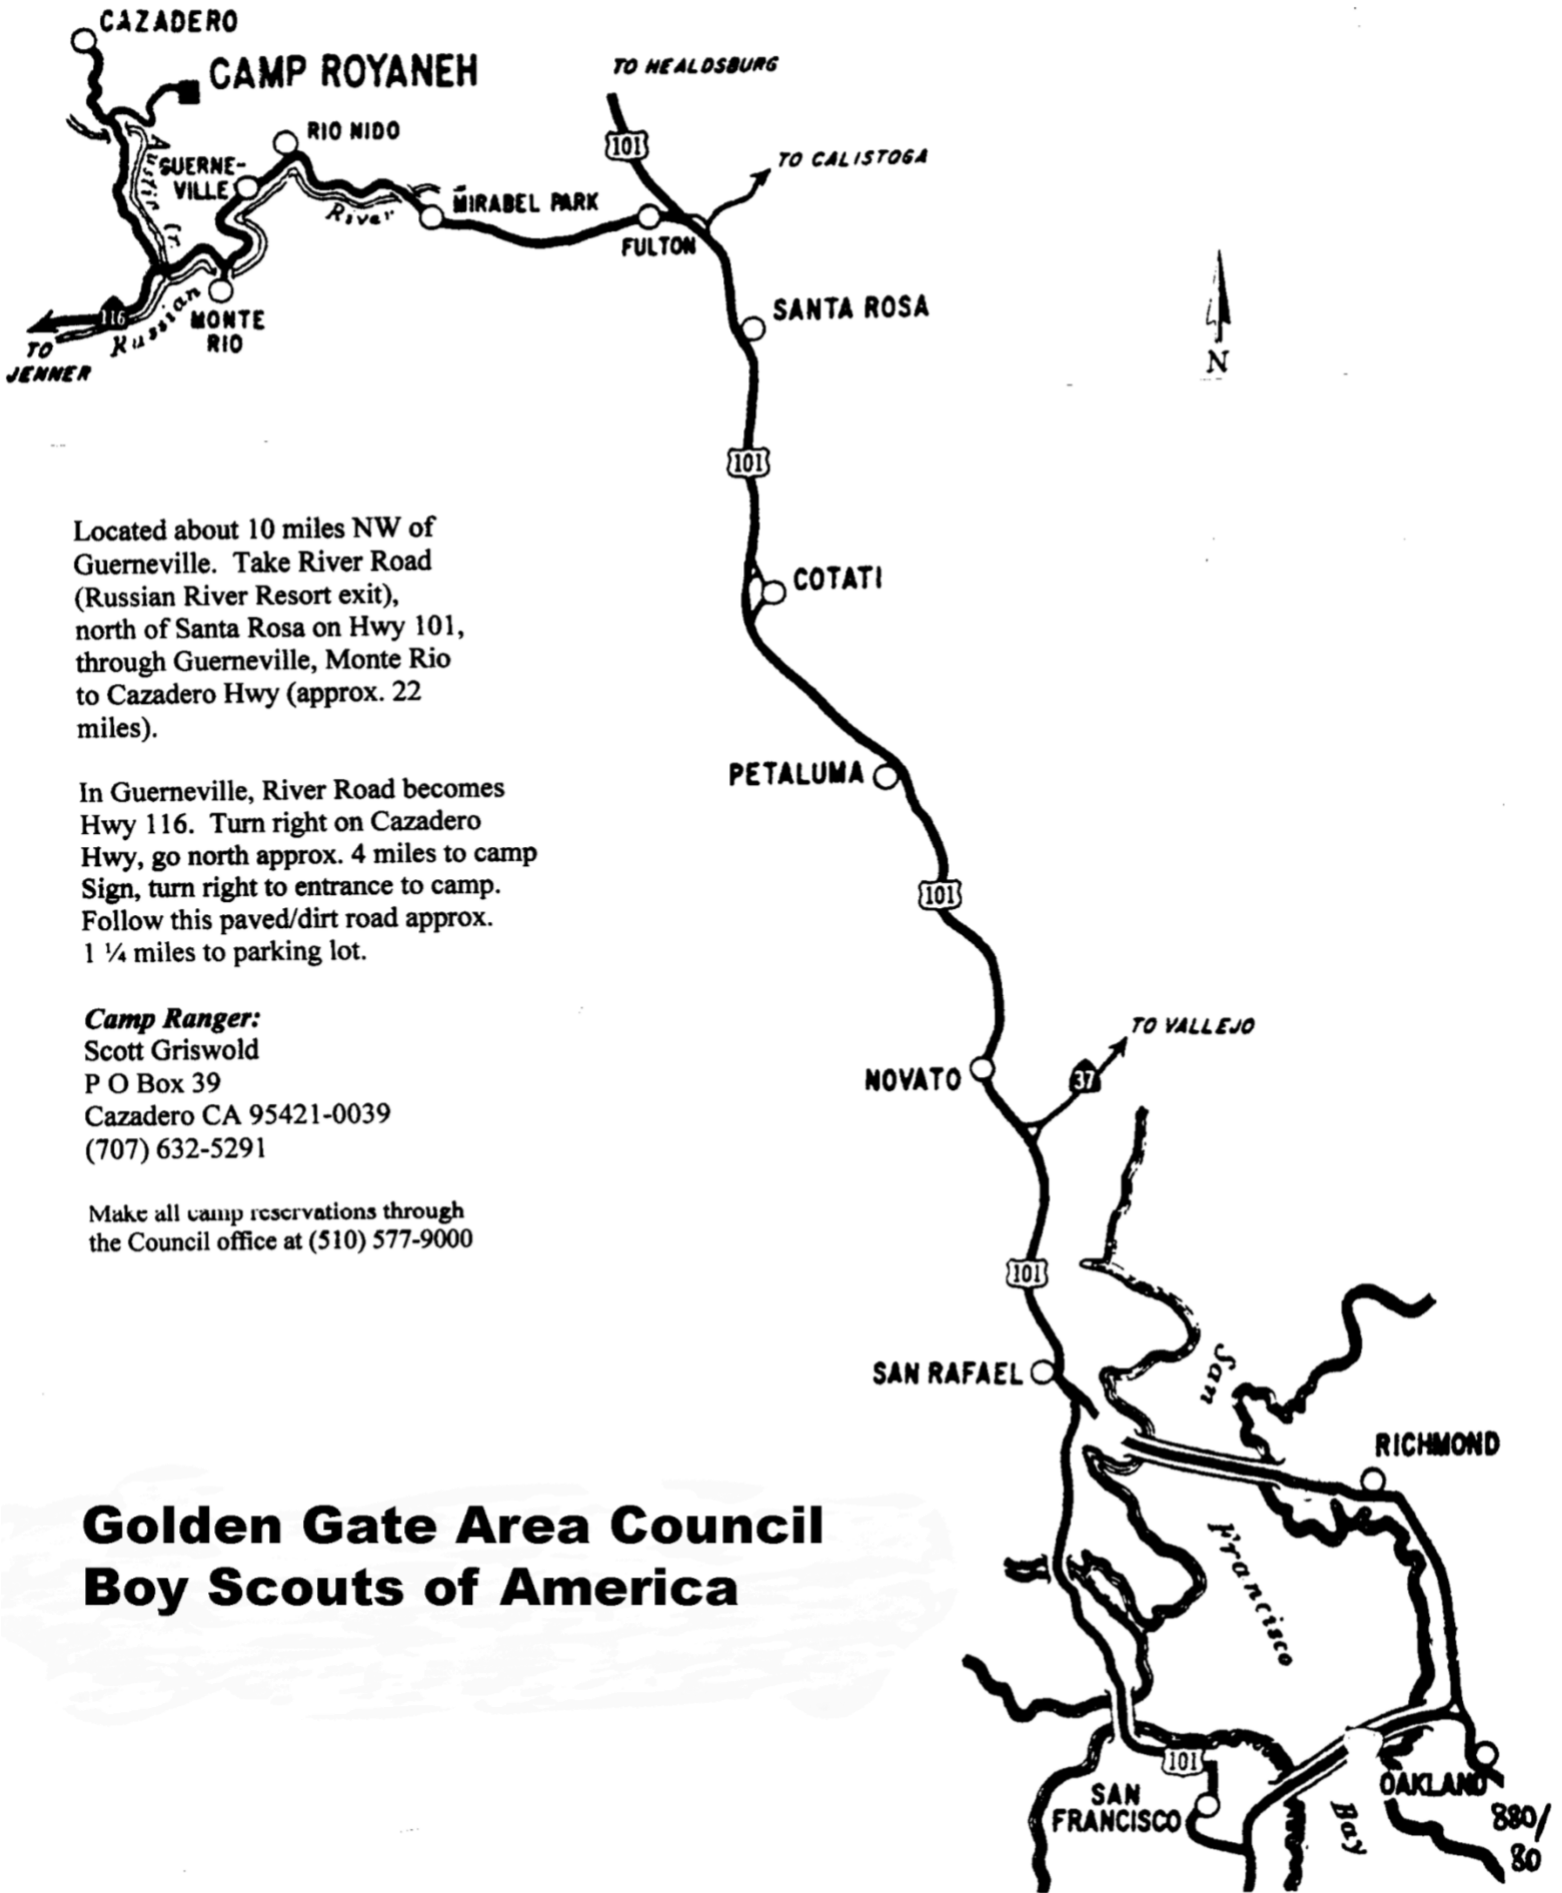 CAZADERO
CAMP ROYANEH
TO HEALDSBURG
101
RIO NIDO
TO CALISTOGA
GUERNE-
VILLE
Austin Cr.
River
MIRABEL PARK
FULTON
116
Russian
MONTE
RIO
TO
JENNER
SANTA ROSA
N
101
Located about 10 miles NW of
Guerneville. Take River Road
(Russian River Resort exit),
north of Santa Rosa on Hwy 101,
through Guerneville, Monte Rio
to Cazadero Hwy (approx. 22
miles).
COTATI
PETALUMA
In Guerneville, River Road becomes
Hwy 116. Turn right on Cazadero
Hwy, go north approx. 4 miles to camp
Sign, turn right to entrance to camp.
Follow this paved/dirt road approx.
1 ¼ miles to parking lot.
101
Camp Ranger:
Scott Griswold
P O Box 39
Cazadero CA 95421-0039
(707) 632-5291
TO VALLEJO
NOVATO
37
Make all camp reservations through
the Council office at (510) 577-9000
101
SAN RAFAEL
San
RICHMOND
Francisco
Golden Gate Area Council
Boy Scouts of America
101
SAN
FRANCISCO
Bay
OAKLAND
880/
80